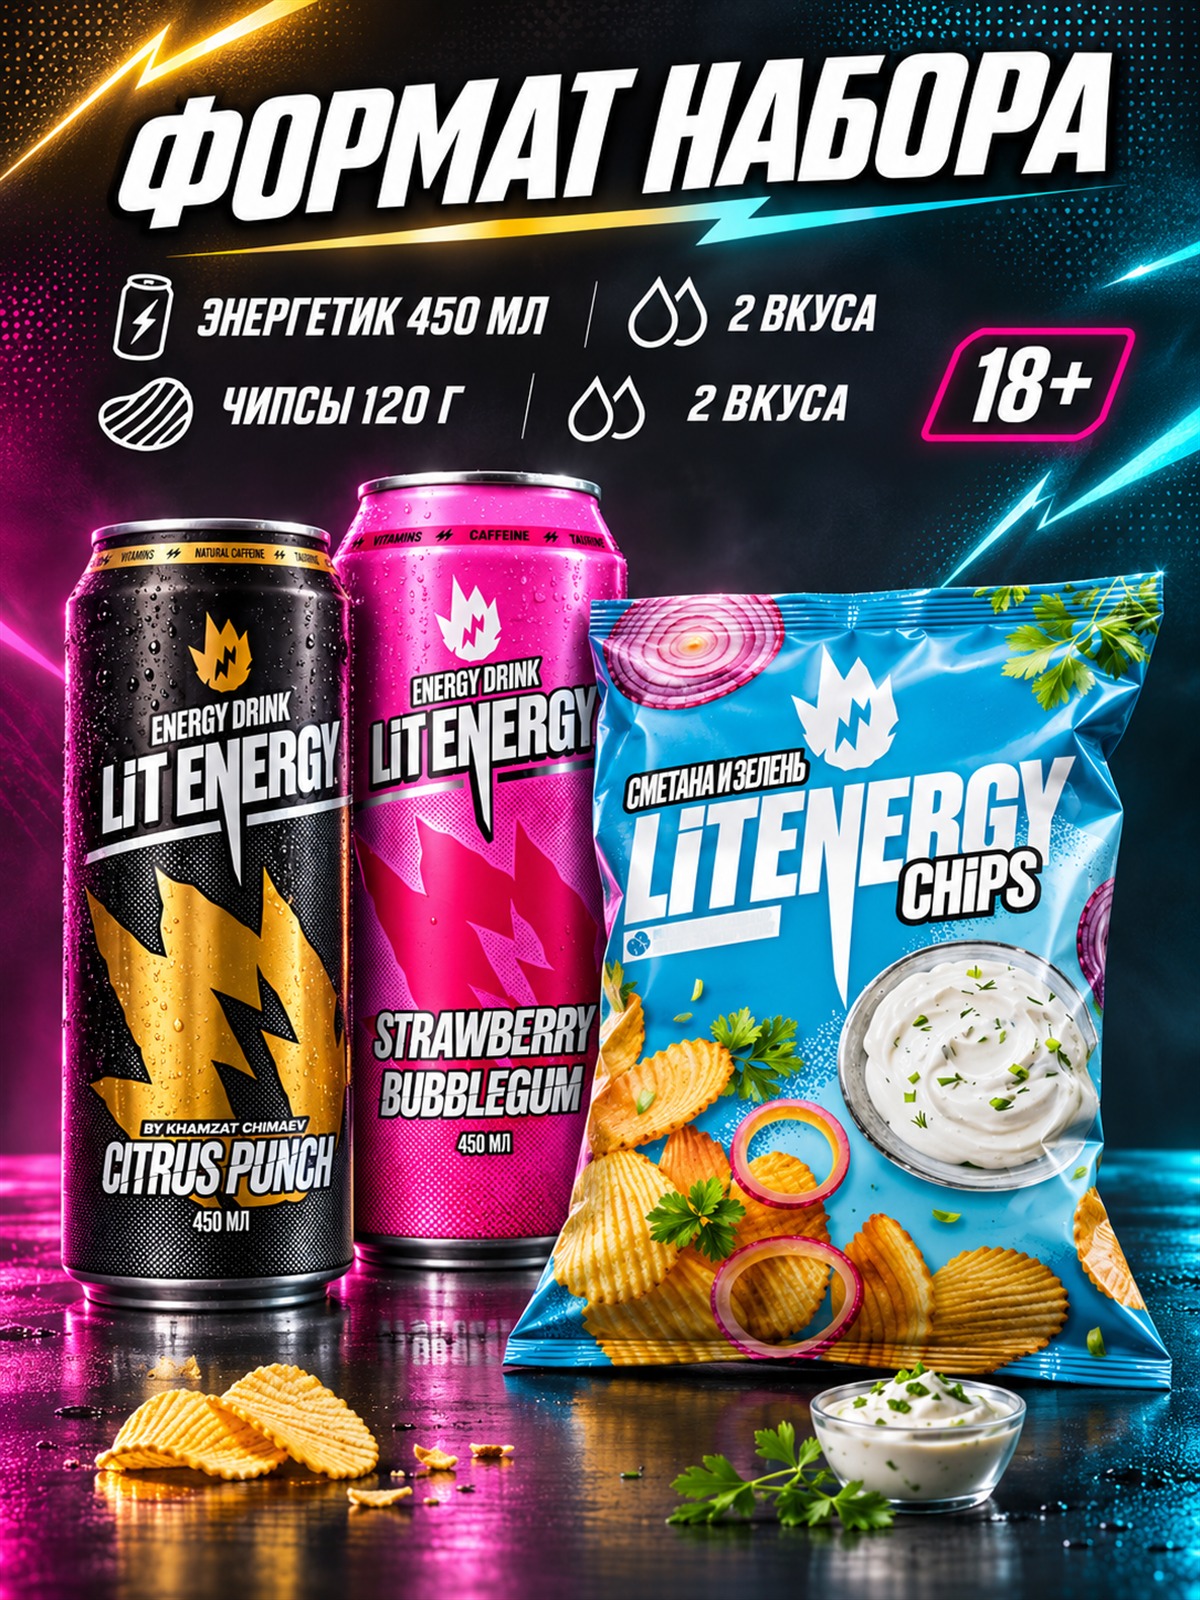 ФОРМАТ НАБОРА
ЭНЕРГЕТИК 450 МЛ
2 ВКУСА
ЧИПСЫ 120 Г
2 ВКУСА
18+
VITAMINS NATURAL CAFFEINE
ENERGY DRINK
LiT ENERGY
BY KHAMZAT CHIMAEV
CITRUS PUNCH
450 МЛ
VITAMINS CAFFEINE TAURINE
ENERGY DRINK
LiT ENERGY
STRAWBERRY
BUBBLEGUM
450 МЛ
СМЕТАНА И ЗЕЛЕНЬ
LiTENERGY
CHiPS